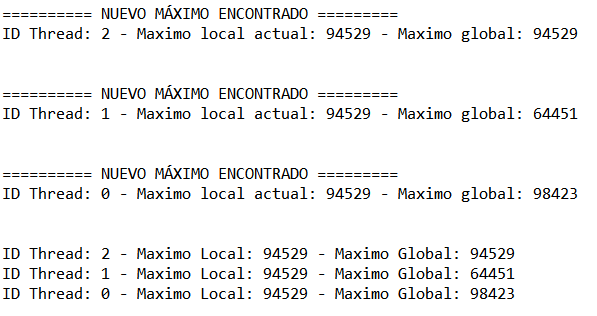 ========== NUEVO MÁXIMO ENCONTRADO =========
ID Thread: 2 - Maximo local actual: 94529 - Maximo global: 94529
========== NUEVO MÁXIMO ENCONTRADO =========
ID Thread: 1 - Maximo local actual: 94529 - Maximo global: 64451
========== NUEVO MÁXIMO ENCONTRADO =========
ID Thread: 0 - Maximo local actual: 94529 - Maximo global: 98423
ID Thread: 2 - Maximo Local: 94529 - Maximo Global: 94529
ID Thread: 1 - Maximo Local: 94529 - Maximo Global: 64451
ID Thread: 0 - Maximo Local: 94529 - Maximo Global: 98423